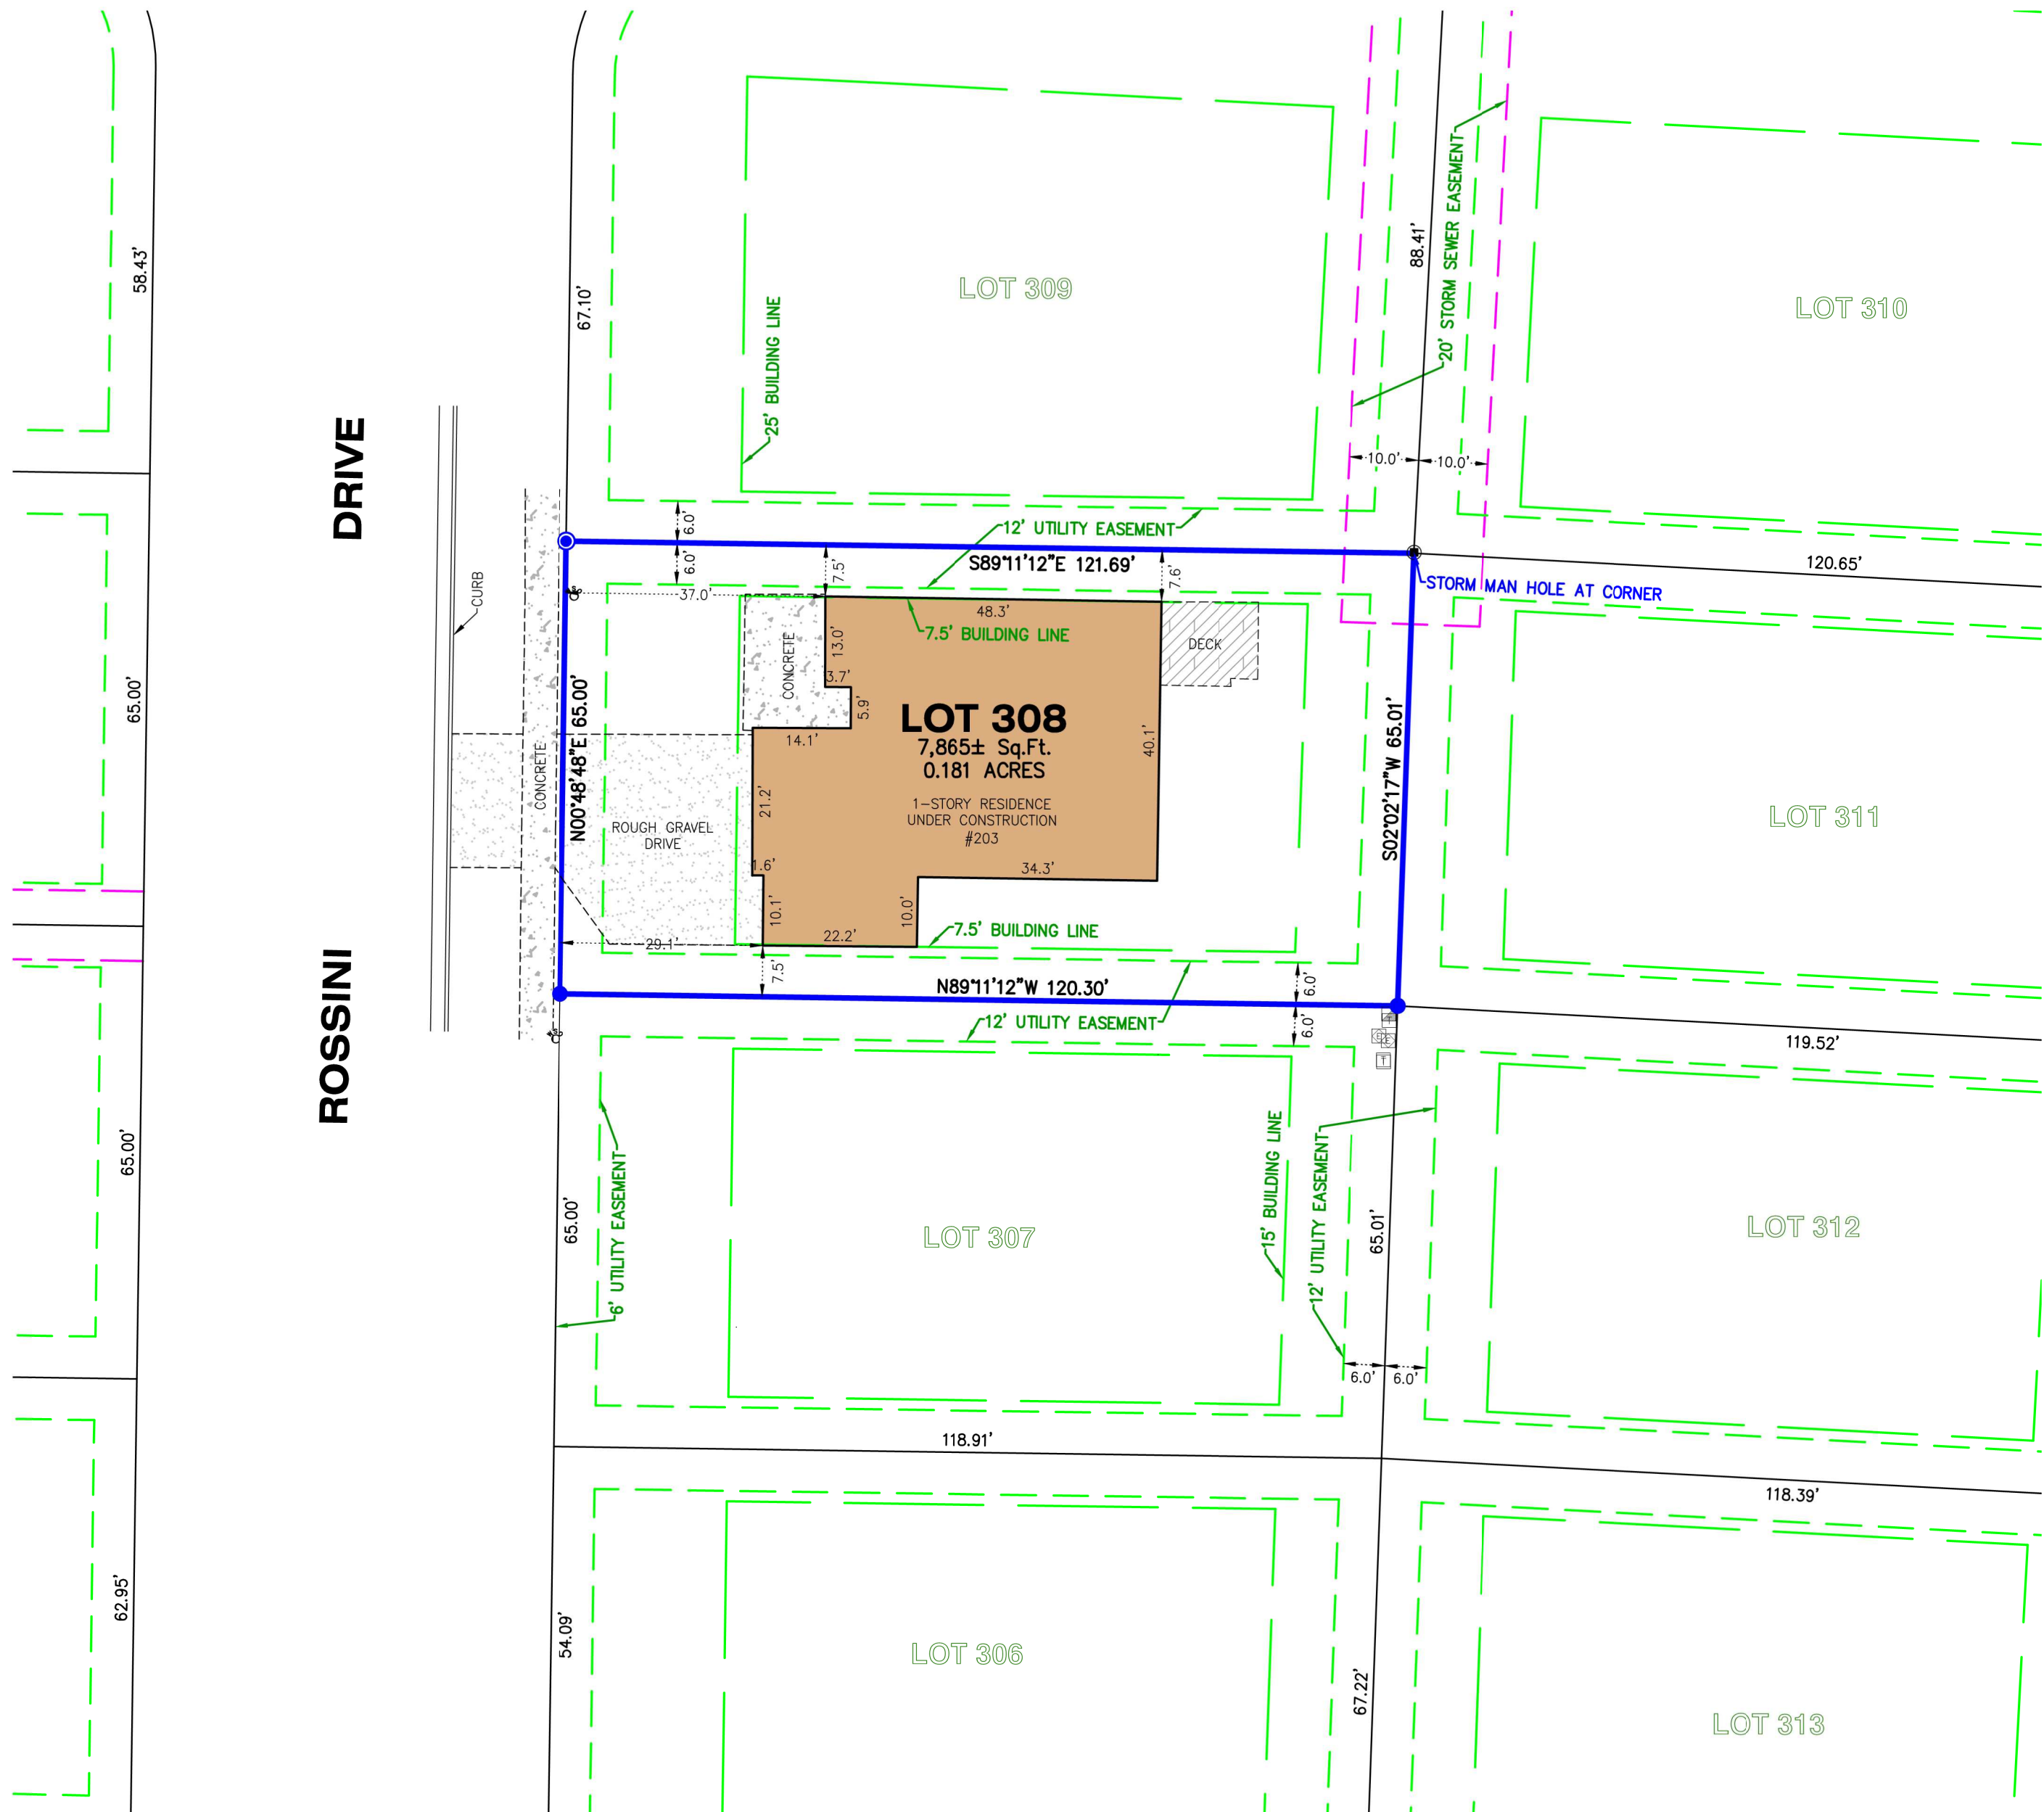 58.43'
67.10'
88.41'
20' STORM SEWER EASEMENT
LOT 309
LOT 310
25' BUILDING LINE
DRIVE
10.0'
10.0'
6.0'
12' UTILITY EASEMENT
6.0'
7.5'
S89°11'12"E 121.69'
7.6'
120.65'
STORM MAN HOLE AT CORNER
CURB
37.0'
48.3'
7.5' BUILDING LINE
13.0'
CONCRETE
DECK
3.7'
5.9'
65.00'
N00°48'48"E 65.00'
LOT 308
7,865± Sq.Ft.
0.181 ACRES
14.1'
40.1'
S02°02'17"W 65.01'
CONCRETE
21.2'
1-STORY RESIDENCE
UNDER CONSTRUCTION
#203
LOT 311
ROUGH GRAVEL
DRIVE
1.6'
34.3'
10.1'
10.0'
22.2'
7.5' BUILDING LINE
29.1'
7.5'
N89°11'12"W 120.30'
6.0'
12' UTILITY EASEMENT
6.0'
ROSSINI
T
119.52'
65.00'
65.00'
6' UTILITY EASEMENT
LOT 307
15' BUILDING LINE
12' UTILITY EASEMENT
65.01'
LOT 312
6.0'
6.0'
118.91'
118.39'
62.95'
54.09'
LOT 306
67.22'
LOT 313